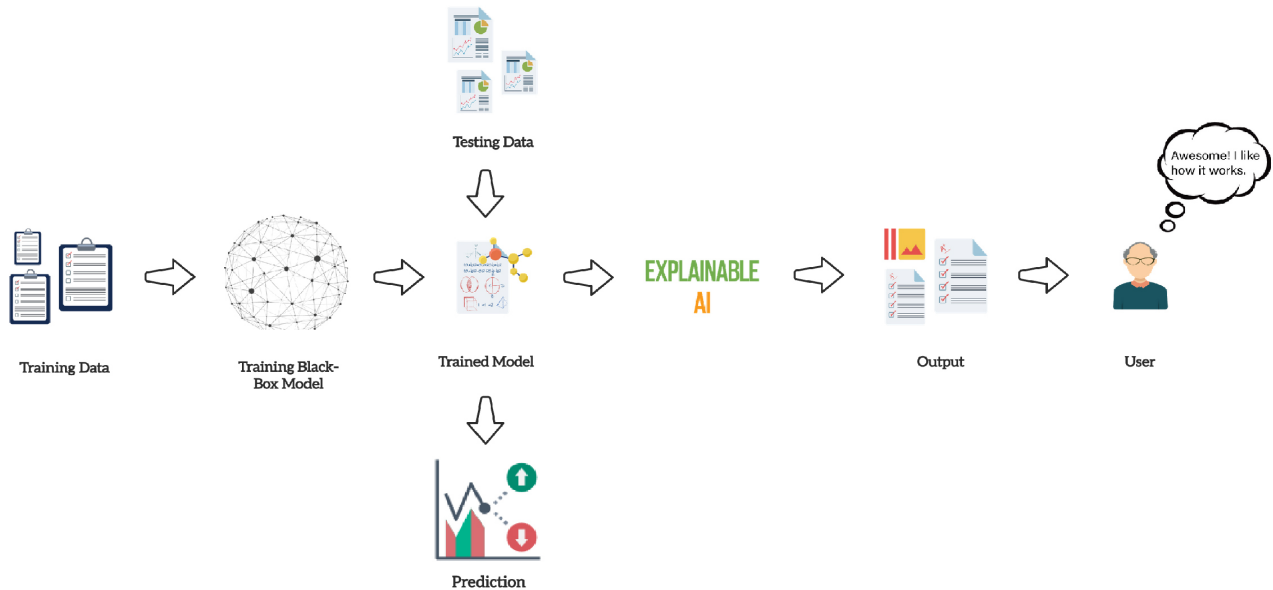 Testing Data
Awesome! I like
how it works.
EXPLAINABLE
AI
Training Data
Training Black-
Box Model
Trained Model
Output
User
Prediction